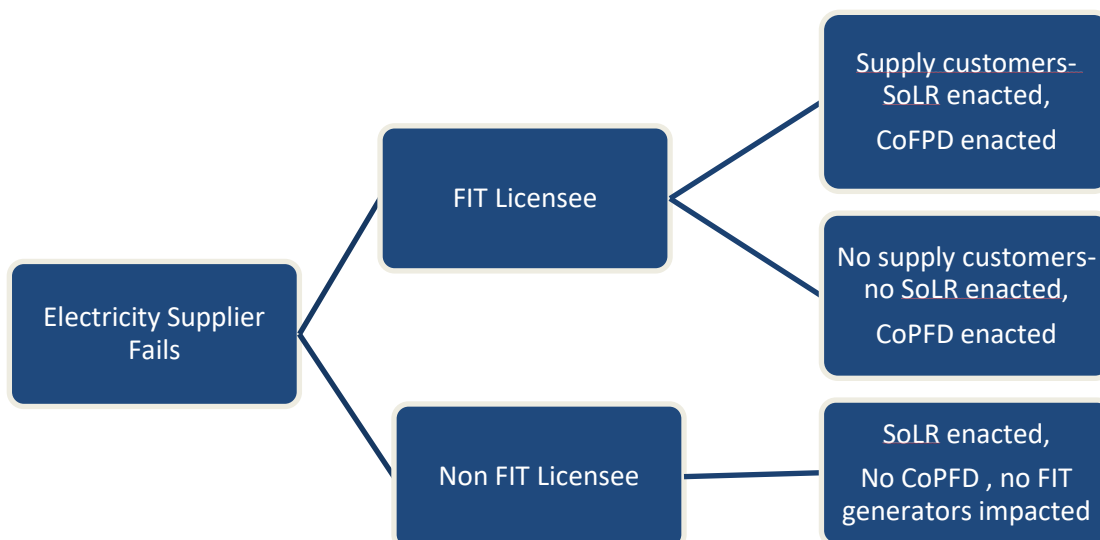 Supply customers-
SoLR enacted,
CoFPD enacted
FIT Licensee
No supply customers-
no SoLR enacted,
CoPFD enacted
Electricity Supplier
Fails
SoLR enacted,
No CoPFD , no FIT
generators impacted
Non FIT Licensee